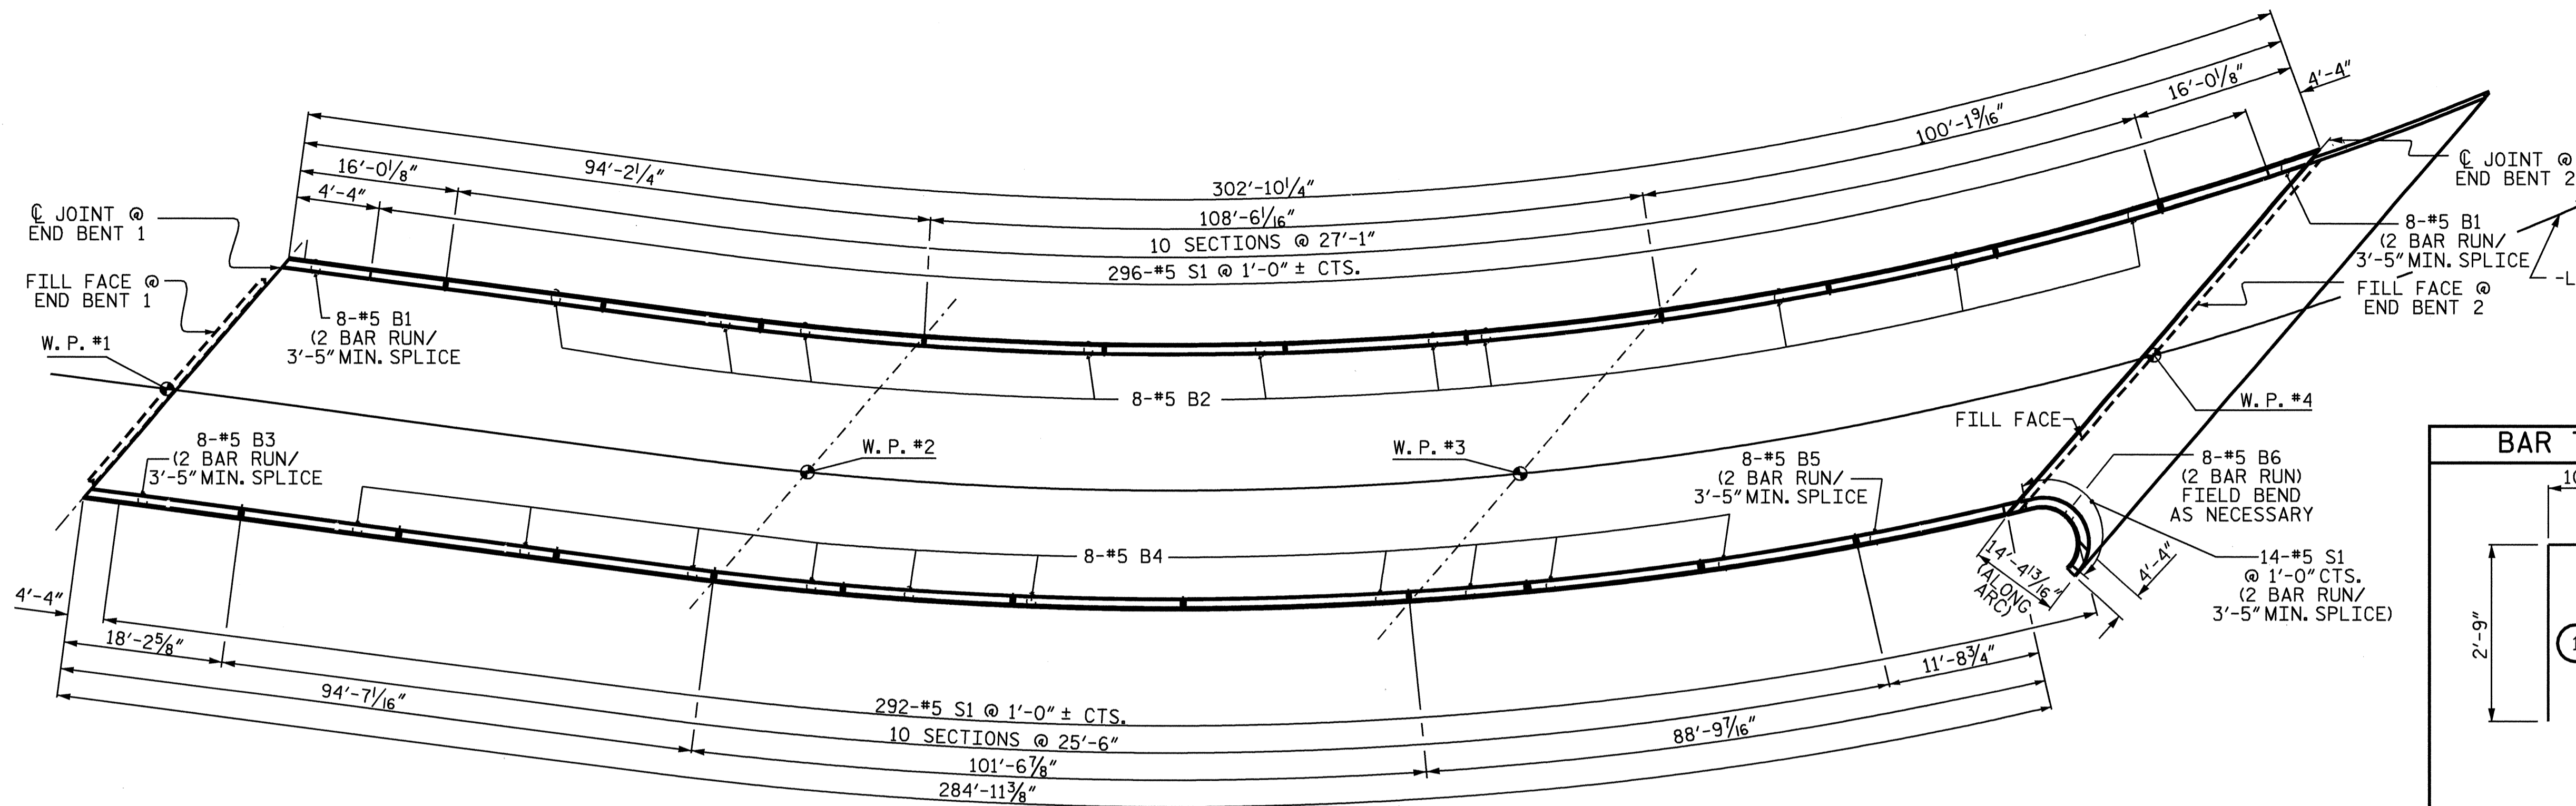 302'-10 1/4"
94'-2 1/4"
108'-6 1/16"
100'-1 9/16"
16'-0 1/8"
10 SECTIONS @ 27'-1"
16'-0 1/8"
4'-4"
296-#5 S1 @ 1'-0" ± CTS.
4'-4"
℄ JOINT @
END BENT 1
FILL FACE @
END BENT 1
W.P. #1
8-#5 B1
(2 BAR RUN/
3'-5" MIN. SPLICE
8-#5 B2
℄ JOINT @
END BENT 2
8-#5 B1
(2 BAR RUN/
3'-5" MIN. SPLICE
-L
FILL FACE @
END BENT 2
W.P. #2
W.P. #3
W.P. #4
FILL FACE
8-#5 B3
(2 BAR RUN/
3'-5" MIN. SPLICE
8-#5 B4
8-#5 B5
(2 BAR RUN/
3'-5" MIN. SPLICE
8-#5 B6
(2 BAR RUN)
FIELD BEND
AS NECESSARY
14-#5 S1
@ 1'-0" CTS.
(2 BAR RUN/
3'-5" MIN. SPLICE)
14'-4 13/16"
(ALONG
ARC)
4'-4"
4'-4"
18'-2 5/8"
292-#5 S1 @ 1'-0" ± CTS.
10 SECTIONS @ 25'-6"
11'-8 3/4"
94'-7 1/16"
101'-6 7/8"
88'-9 7/16"
284'-11 3/8"
BAR
10
2'-9"
1